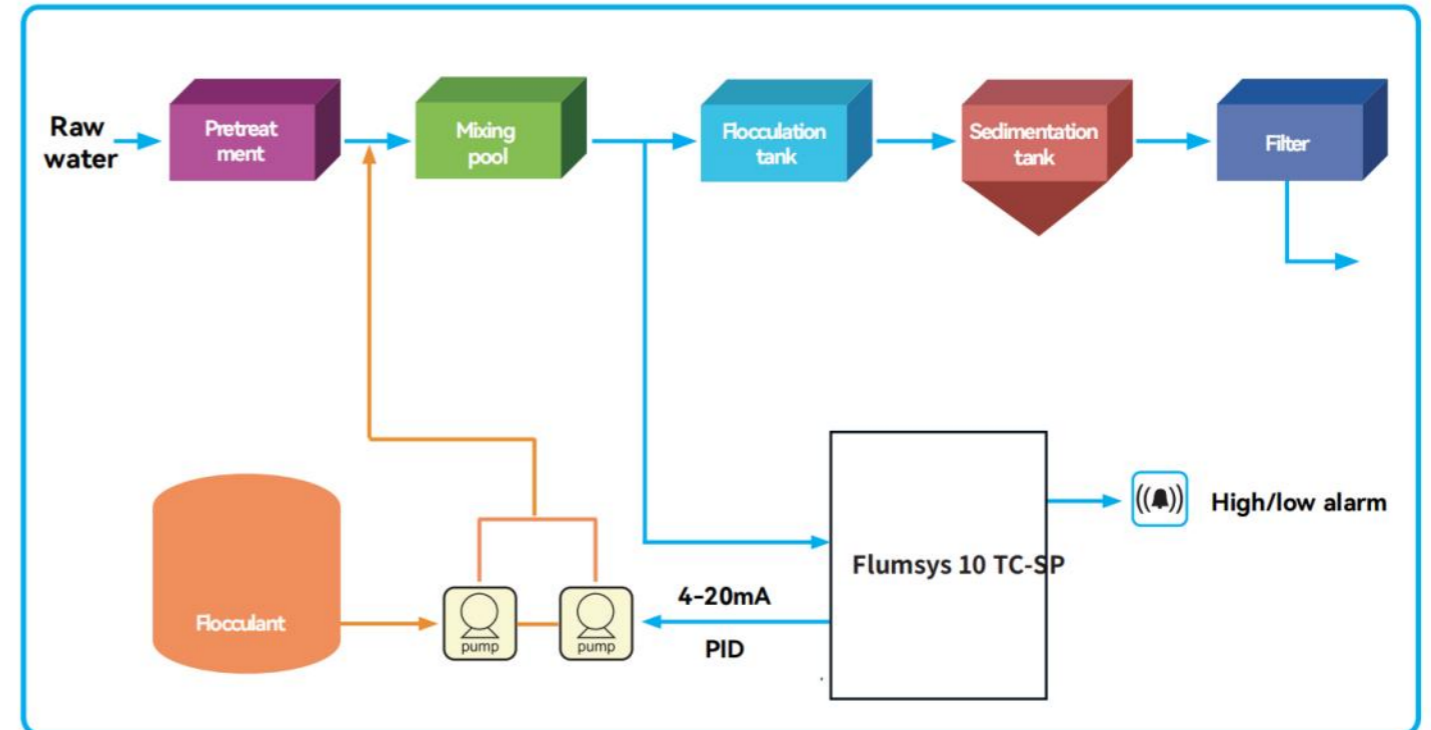 Raw
water
Pretreat
ment
Mixing
pool
Flocculation
tank
Sedimentation
tank
Filter
Flocculant
pump
pump
4-20mA
PID
Flumsys 10 TC-SP
High/low alarm